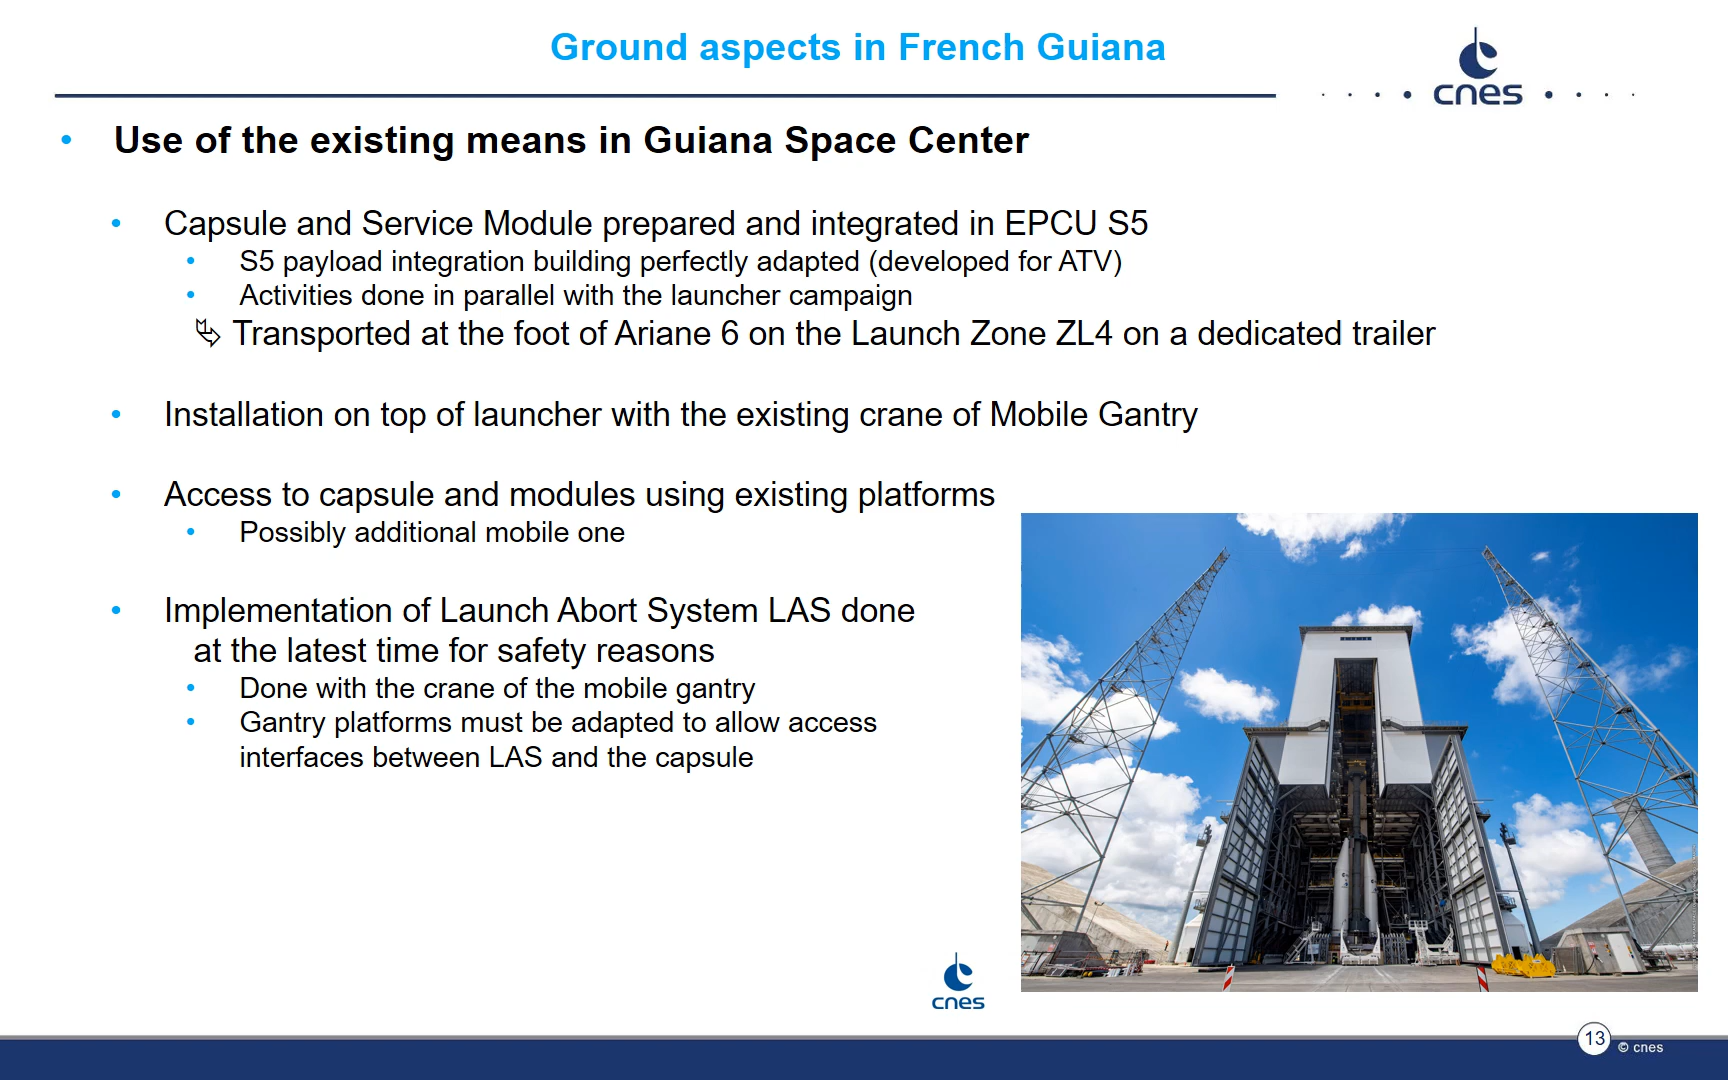 Ground aspects in French Guiana
cnes
• Use of the existing means in Guiana Space Center
• Capsule and Service Module prepared and integrated in EPCU S5
• S5 payload integration building perfectly adapted (developed for ATV)
• Activities done in parallel with the launcher campaign
Transported at the foot of Ariane 6 on the Launch Zone ZL4 on a dedicated trailer
• Installation on top of launcher with the existing crane of Mobile Gantry
• Access to capsule and modules using existing platforms
• Possibly additional mobile one
• Implementation of Launch Abort System LAS done
at the latest time for safety reasons
• Done with the crane of the mobile gantry
• Gantry platforms must be adapted to allow access
interfaces between LAS and the capsule
cnes
13
© cnes